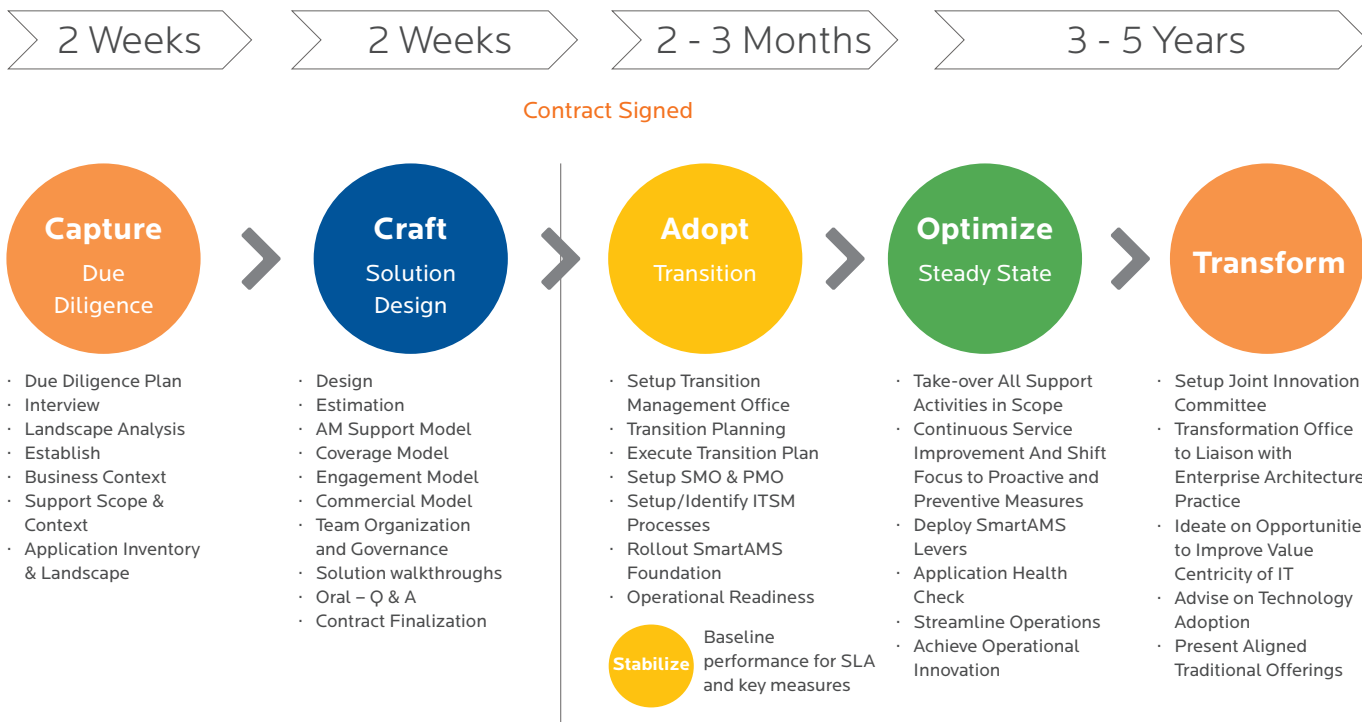 2 Weeks
2 Weeks
2 - 3 Months
3 - 5 Years
Contract Signed
Capture
Due
Diligence
Craft
Solution
Design
Adopt
Transition
Optimize
Steady State
Transform
· Due Diligence Plan
· Interview
· Landscape Analysis
· Establish
· Business Context
· Support Scope &
Context
· Application Inventory
& Landscape
· Design
· Estimation
· AM Support Model
· Coverage Model
· Engagement Model
· Commercial Model
· Team Organization
and Governance
· Solution walkthroughs
· Oral – Q & A
· Contract Finalization
· Setup Transition
Management Office
· Transition Planning
· Execute Transition Plan
· Setup SMO & PMO
· Setup/Identify ITSM
Processes
· Rollout SmartAMS
Foundation
· Operational Readiness
Stabilize
Baseline
performance for SLA
and key measures
· Take-over All Support
Activities in Scope
· Continuous Service
Improvement And Shift
Focus to Proactive and
Preventive Measures
· Deploy SmartAMS
Levers
· Application Health
Check
· Streamline Operations
· Achieve Operational
Innovation
· Setup Joint Innovation
Committee
· Transformation Office
to Liaison with
Enterprise Architecture
Practice
· Ideate on Opportunitie
to Improve Value
Centricity of IT
· Advise on Technology
Adoption
· Present Aligned
Traditional Offerings